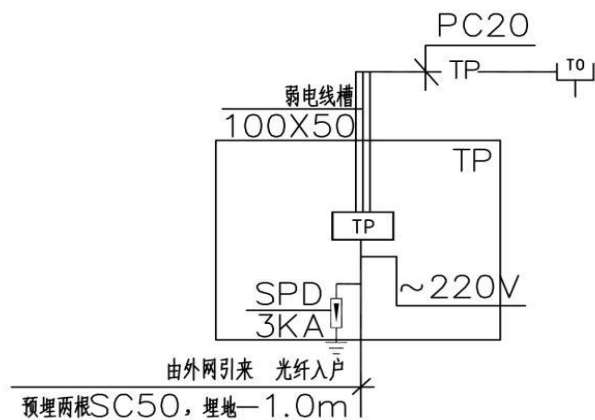 PC20
TP
TO
弱电线槽
100X50
TP
TP
SPD
3KA
~220V
由外网引来 光纤入户
预埋两根SC50，埋地-1.0m